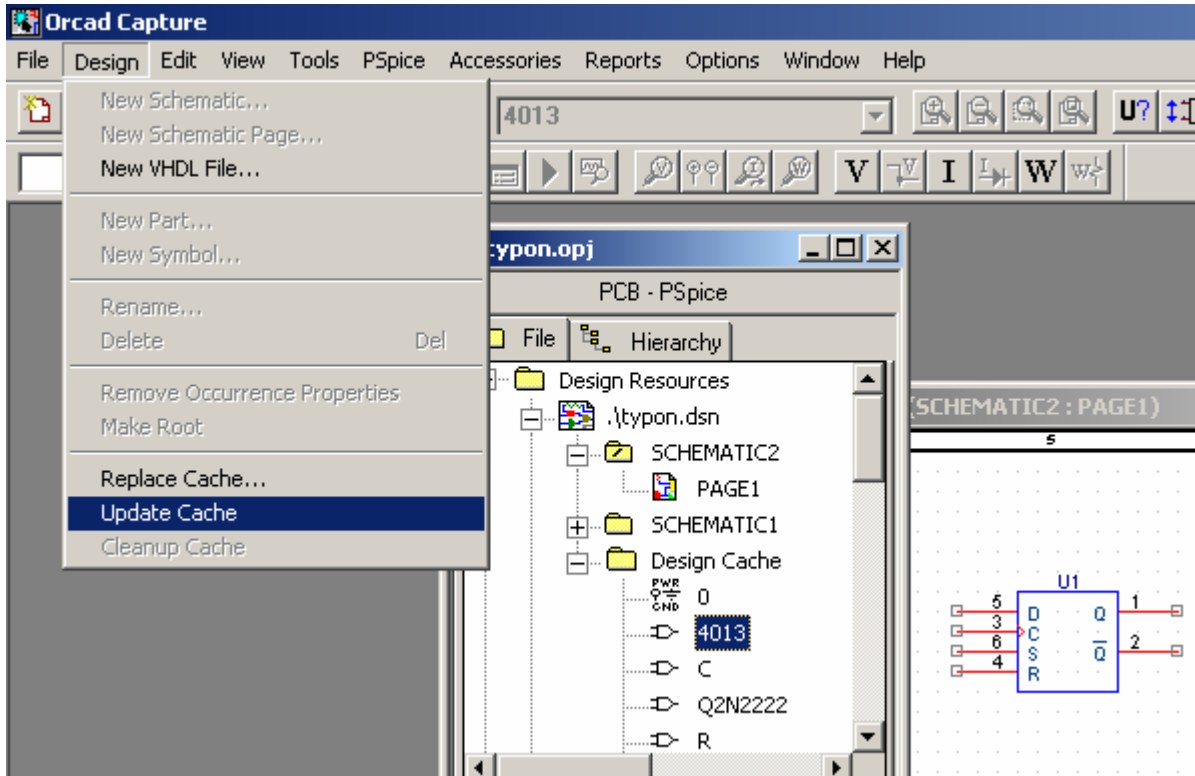 Orcad Capture
File Design Edit View Tools PSpice Accessories Reports Options Window Help
New Schematic...
New Schematic Page...
New VHDL File...
New Part...
New Symbol...
Rename...
Delete Del
Remove Occurrence Properties
Make Root
Replace Cache...
Update Cache
Cleanup Cache
4013
U?
V V I I W W
typon.opj
PCB - PSpice
File Hierarchy
Design Resources
.\typon.dsn
SCHEMATIC2
PAGE1
SCHEMATIC1
Design Cache
PWR
GND
0
4013
C
Q2N2222
R
(SCHEMATIC2 : PAGE1)
5
U1
5 D Q 1
3 C
6 S Q 2
4 R